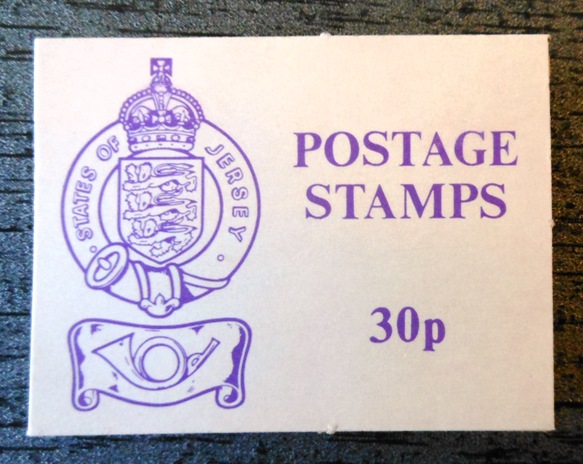 STATES OF JERSEY
POSTAGE
STAMPS
30p